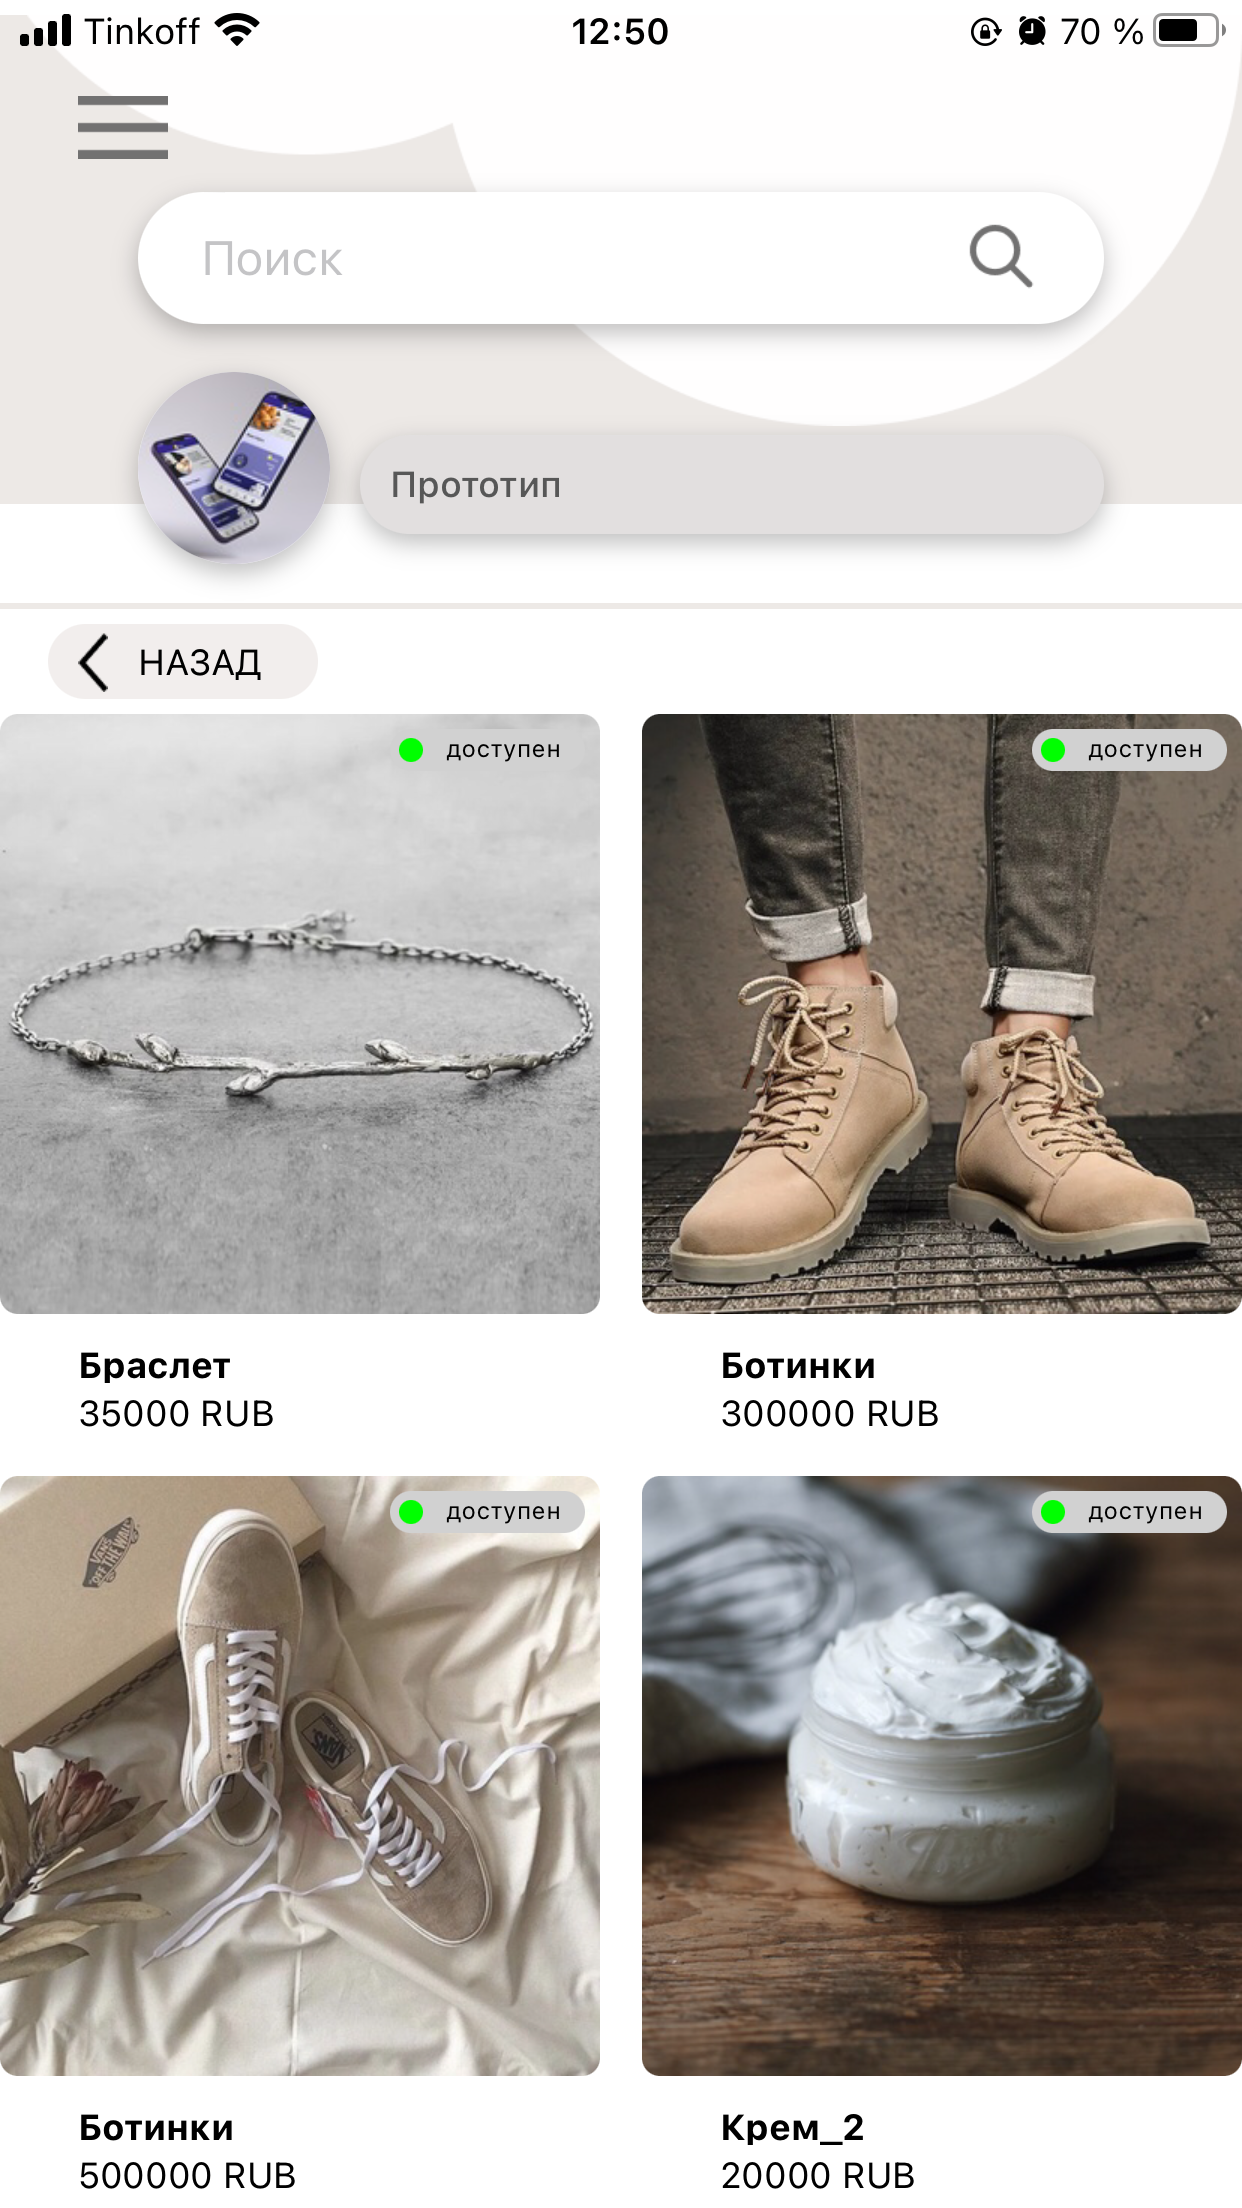 Tinkoff 12:50 70 %
Поиск
Прототип
НАЗАД
доступен
доступен
Браслет
35000 RUB
Ботинки
300000 RUB
доступен
VANS
"OFF THE WALL"
VANS
доступен
Ботинки
500000 RUB
Крем_2
20000 RUB